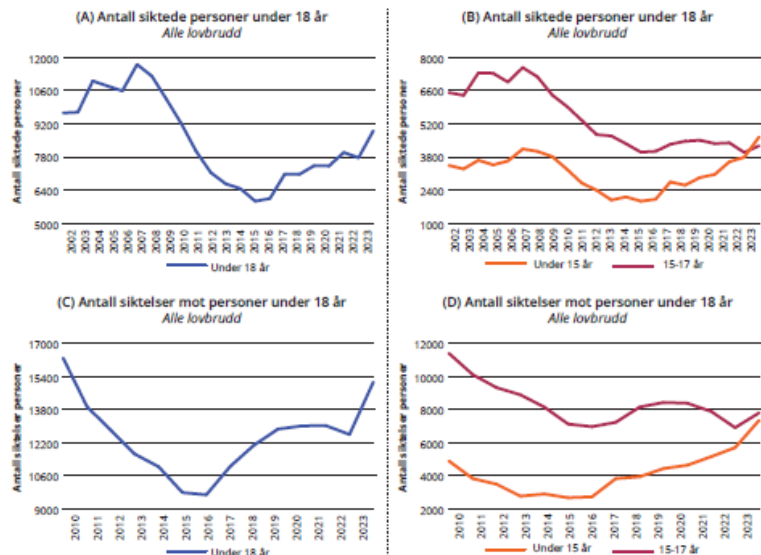 (A) Antall siktede personer under 18 år
Alle lovbrudd
Antall siktede personer
12000
10600
9200
7800
6400
5000
2002 2003 2004 2005 2006 2007 2008 2009 2010 2011 2012 2013 2014 2015 2016 2017 2018 2019 2020 2021 2022 2023
Under 18 år
(B) Antall siktede personer under 18 år
Alle lovbrudd
Antall siktede personer
8000
6600
5200
3800
2400
1000
2002 2003 2004 2005 2006 2007 2008 2009 2010 2011 2012 2013 2014 2015 2016 2017 2018 2019 2020 2021 2022 2023
Under 15 år 15-17 år
(C) Antall siktelser mot personer under 18 år
Alle lovbrudd
Antall siktelser personer
17000
15400
13800
12200
10600
9000
2010 2011 2012 2013 2014 2015 2016 2017 2018 2019 2020 2021 2022 2023
Under 18 år
(D) Antall siktelser mot personer under 18 år
Alle lovbrudd
Antall siktelser personer
12000
10000
8000
6000
4000
2000
2010 2011 2012 2013 2014 2015 2016 2017 2018 2019 2020 2021 2022 2023
Under 15 år 15-17 år